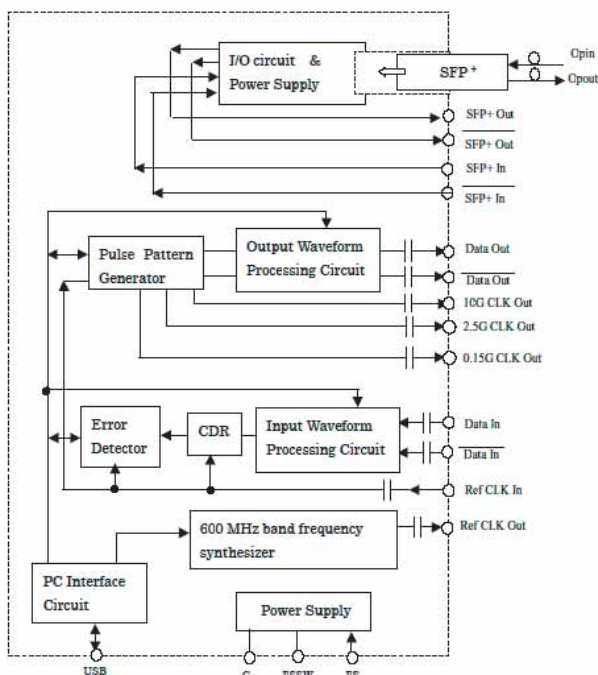 I/O circuit &
Power Supply
SFP+
Opin
Opout
SFP+ Out
SFP+ Out
SFP+ In
SFP+ In
Pulse Pattern
Generator
Output Waveform
Processing Circuit
Data Out
Data Out
10G CLK Out
2.5G CLK Out
0.15G CLK Out
Error
Detector
CDR
Input Waveform
Processing Circuit
Data In
Data In
Ref CLK In
600 MHz band frequency
synthesizer
Ref CLK Out
PC Interface
Circuit
Power Supply
USB